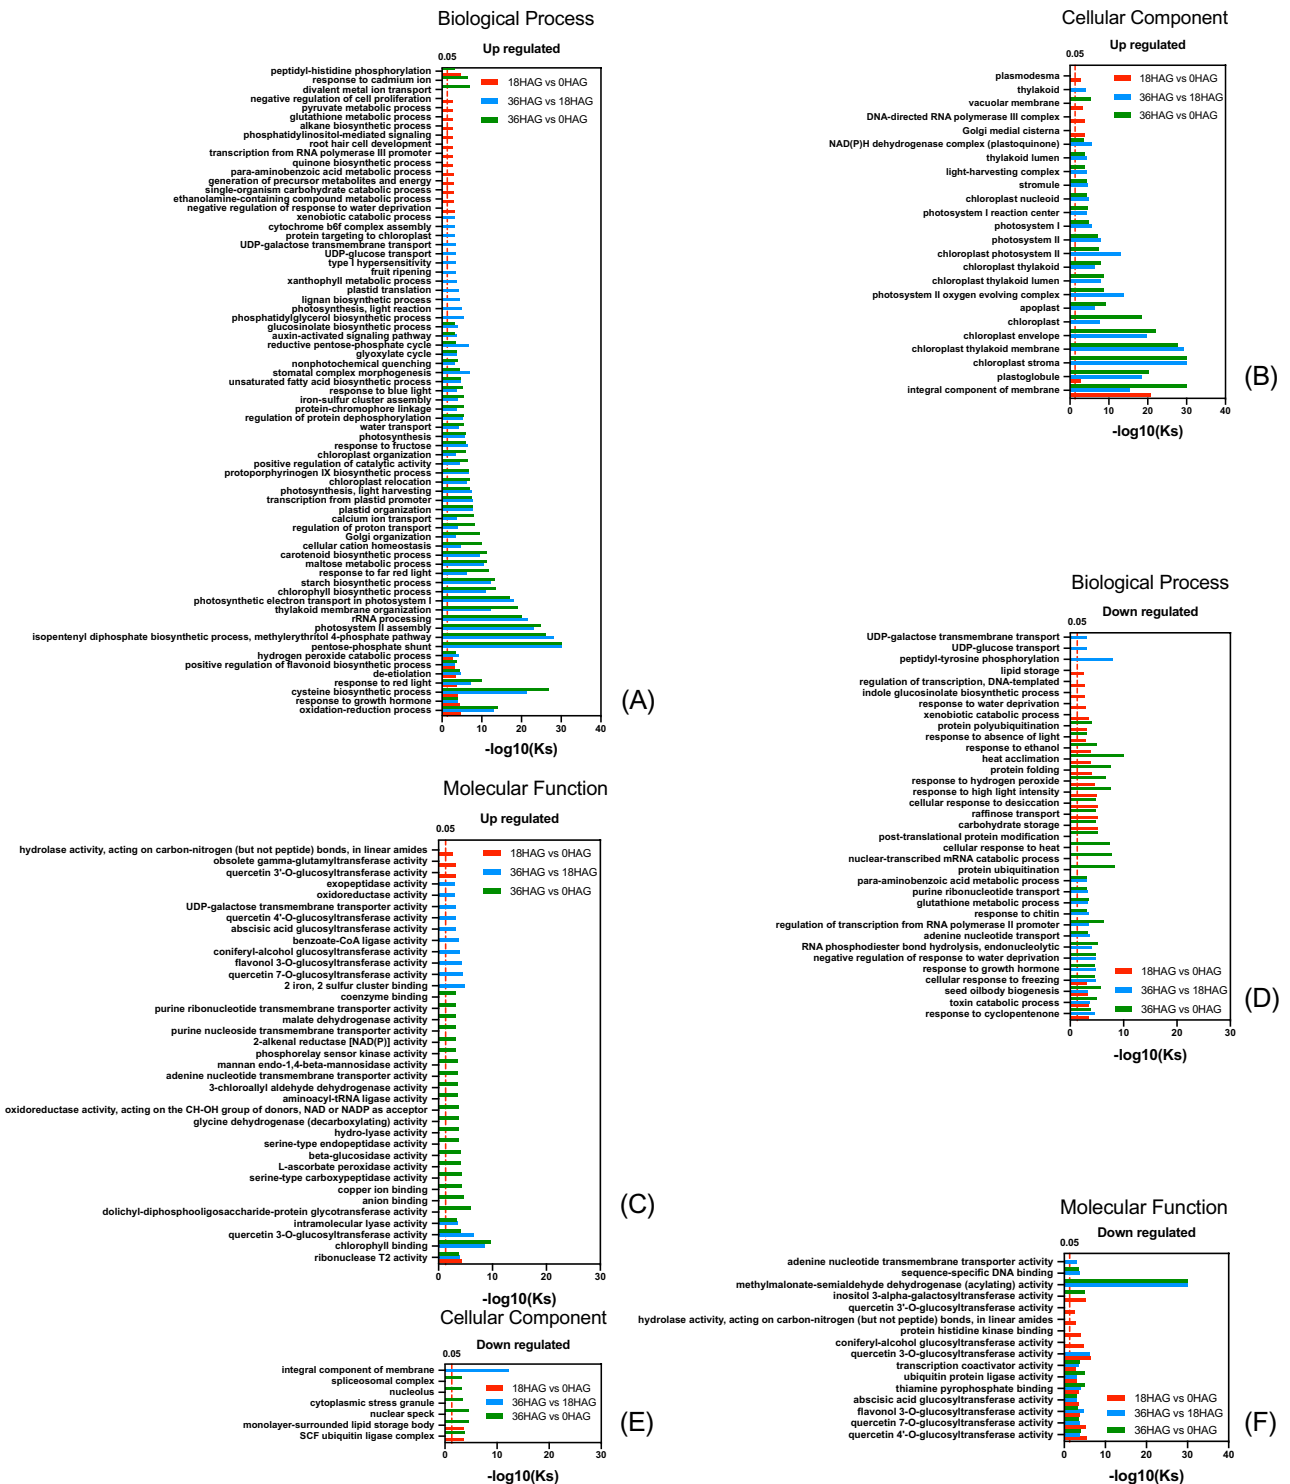 Biological Process
Up regulated
0.05
peptidyl-histidine phosphorylation
response to cadmium ion
divalent metal ion transport
negative regulation of cell proliferation
pyruvate metabolic process
glutathione metabolic process
alkane biosynthetic process
phosphatidylinositol-mediated signaling
root hair cell development
transcription from RNA polymerase III promoter
quinone biosynthetic process
para-aminobenzoic acid metabolic process
generation of precursor metabolites and energy
single-organism carbohydrate catabolic process
ethanolamine-containing compound metabolic process
negative regulation of response to water deprivation
xenobiotic catabolic process
cytochrome b6f complex assembly
protein targeting to chloroplast
UDP-galactose transmembrane transport
UDP-glucose transport
type I hypersensitivity
fruit ripening
xanthophyll metabolic process
plastid translation
lignan biosynthetic process
photosynthesis, light reaction
phosphatidylglycerol biosynthetic process
glucosinolate biosynthetic process
auxin-activated signaling pathway
reductive pentose-phosphate cycle
glyoxylate cycle
nonphotochemical quenching
stomatal complex morphogenesis
unsaturated fatty acid biosynthetic process
response to blue light
iron-sulfur cluster assembly
protein-chromophore linkage
regulation of protein dephosphorylation
water transport
photosynthesis
response to fructose
chloroplast organization
positive regulation of catalytic activity
protoporphyrinogen IX biosynthetic process
chloroplast relocation
photosynthesis, light harvesting
transcription from plastid promoter
plastid organization
calcium ion transport
regulation of proton transport
Golgi organization
cellular cation homeostasis
carotenoid biosynthetic process
maltose metabolic process
response to far red light
starch biosynthetic process
chlorophyll biosynthetic process
photosynthetic electron transport in photosystem I
thylakoid membrane organization
rRNA processing
photosystem II assembly
isopentenyl diphosphate biosynthetic process, methylerythritol 4-phosphate pathway
pentose-phosphate shunt
hydrogen peroxide catabolic process
positive regulation of flavonoid biosynthetic process
de-etiolation
response to red light
cysteine biosynthetic process
response to growth hormone
oxidation-reduction process
18HAG vs 0HAG
36HAG vs 18HAG
36HAG vs 0HAG
0 10 20 30 40
-log10(Ks)
(A)
Cellular Component
Up regulated
0.05
plasmodesma
thylakoid
vacuolar membrane
DNA-directed RNA polymerase III complex
Golgi medial cisterna
NAD(P)H dehydrogenase complex (plastoquinone)
thylakoid lumen
light-harvesting complex
stromule
chloroplast nucleoid
photosystem I reaction center
photosystem I
photosystem II
chloroplast photosystem II
chloroplast thylakoid
chloroplast thylakoid lumen
photosystem II oxygen evolving complex
apoplast
chloroplast
chloroplast envelope
chloroplast thylakoid membrane
chloroplast stroma
plastoglobule
integral component of membrane
18HAG vs 0HAG
36HAG vs 18HAG
36HAG vs 0HAG
0 10 20 30 40
-log10(Ks)
(B)
Molecular Function
Up regulated
0.05
hydrolase activity, acting on carbon-nitrogen (but not peptide) bonds, in linear amides
obsolete gamma-glutamyltransferase activity
quercetin 3'-O-glucosyltransferase activity
exopeptidase activity
oxidoreductase activity
UDP-galactose transmembrane transporter activity
quercetin 4'-O-glucosyltransferase activity
abscisic acid glucosyltransferase activity
benzoate-CoA ligase activity
coniferyl-alcohol glucosyltransferase activity
flavonol 3-O-glucosyltransferase activity
quercetin 7-O-glucosyltransferase activity
2 iron, 2 sulfur cluster binding
coenzyme binding
purine ribonucleotide transmembrane transporter activity
malate dehydrogenase activity
purine nucleoside transmembrane transporter activity
2-alkenal reductase [NAD(P)] activity
phosphorelay sensor kinase activity
mannan endo-1,4-beta-mannosidase activity
adenine nucleotide transmembrane transporter activity
3-chloroallyl aldehyde dehydrogenase activity
aminoacyl-tRNA ligase activity
oxidoreductase activity, acting on the CH-OH group of donors, NAD or NADP as acceptor
glycine dehydrogenase (decarboxylating) activity
hydro-lyase activity
serine-type endopeptidase activity
beta-glucosidase activity
L-ascorbate peroxidase activity
serine-type carboxypeptidase activity
copper ion binding
anion binding
dolichyl-diphosphooligosaccharide-protein glycotransferase activity
intramolecular lyase activity
quercetin 3-O-glucosyltransferase activity
chlorophyll binding
ribonuclease T2 activity
18HAG vs 0HAG
36HAG vs 18HAG
36HAG vs 0HAG
0 10 20 30
-log10(Ks)
(C)
Biological Process
Down regulated
0.05
UDP-galactose transmembrane transport
UDP-glucose transport
peptidyl-tyrosine phosphorylation
lipid storage
regulation of transcription, DNA-templated
indole glucosinolate biosynthetic process
response to water deprivation
xenobiotic catabolic process
protein polyubiquitination
response to absence of light
response to ethanol
heat acclimation
protein folding
response to hydrogen peroxide
response to high light intensity
cellular response to desiccation
raffinose transport
carbohydrate storage
post-translational protein modification
cellular response to heat
nuclear-transcribed mRNA catabolic process
protein ubiquitination
para-aminobenzoic acid metabolic process
purine ribonucleotide transport
glutathione metabolic process
response to chitin
regulation of transcription from RNA polymerase II promoter
adenine nucleotide transport
RNA phosphodiester bond hydrolysis, endonucleolytic
negative regulation of response to water deprivation
response to growth hormone
cellular response to freezing
seed oilbody biogenesis
toxin catabolic process
response to cyclopentenone
18HAG vs 0HAG
36HAG vs 18HAG
36HAG vs 0HAG
0 10 20 30
-log10(Ks)
(D)
Cellular Component
Down regulated
0.05
integral component of membrane
spliceosomal complex
nucleolus
cytoplasmic stress granule
nuclear speck
monolayer-surrounded lipid storage body
SCF ubiquitin ligase complex
18HAG vs 0HAG
36HAG vs 18HAG
36HAG vs 0HAG
0 10 20 30
-log10(Ks)
(E)
Molecular Function
Down regulated
0.05
adenine nucleotide transmembrane transporter activity
sequence-specific DNA binding
methylmalonate-semialdehyde dehydrogenase (acylating) activity
inositol 3-alpha-galactosyltransferase activity
quercetin 3'-O-glucosyltransferase activity
hydrolase activity, acting on carbon-nitrogen (but not peptide) bonds, in linear amides
protein histidine kinase binding
coniferyl-alcohol glucosyltransferase activity
quercetin 3-O-glucosyltransferase activity
transcription coactivator activity
ubiquitin protein ligase activity
thiamine pyrophosphate binding
abscisic acid glucosyltransferase activity
flavonol 3-O-glucosyltransferase activity
quercetin 7-O-glucosyltransferase activity
quercetin 4'-O-glucosyltransferase activity
18HAG vs 0HAG
36HAG vs 18HAG
36HAG vs 0HAG
0 10 20 30 40
-log10(Ks)
(F)